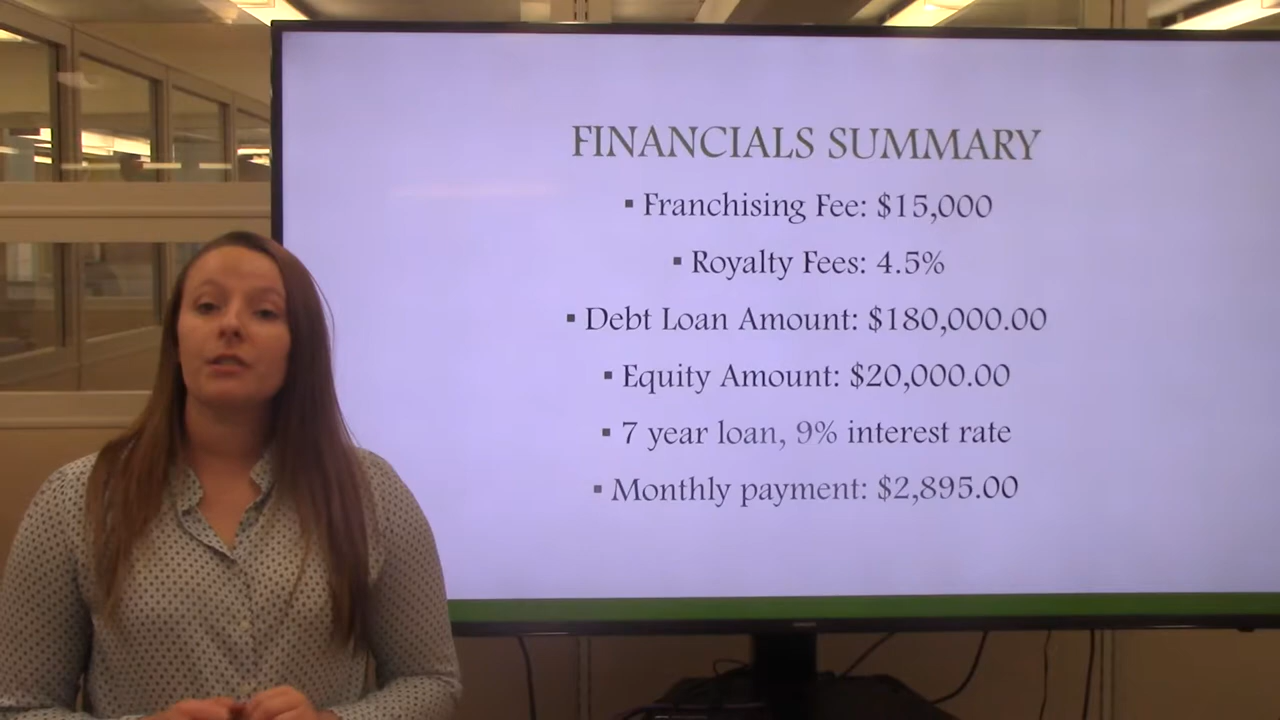 FINANCIALS SUMMARY
▪ Franchising Fee: $15,000
▪ Royalty Fees: 4.5%
▪ Debt Loan Amount: $180,000.00
▪ Equity Amount: $20,000.00
▪ 7 year loan, 9% interest rate
▪ Monthly payment: $2,895.00